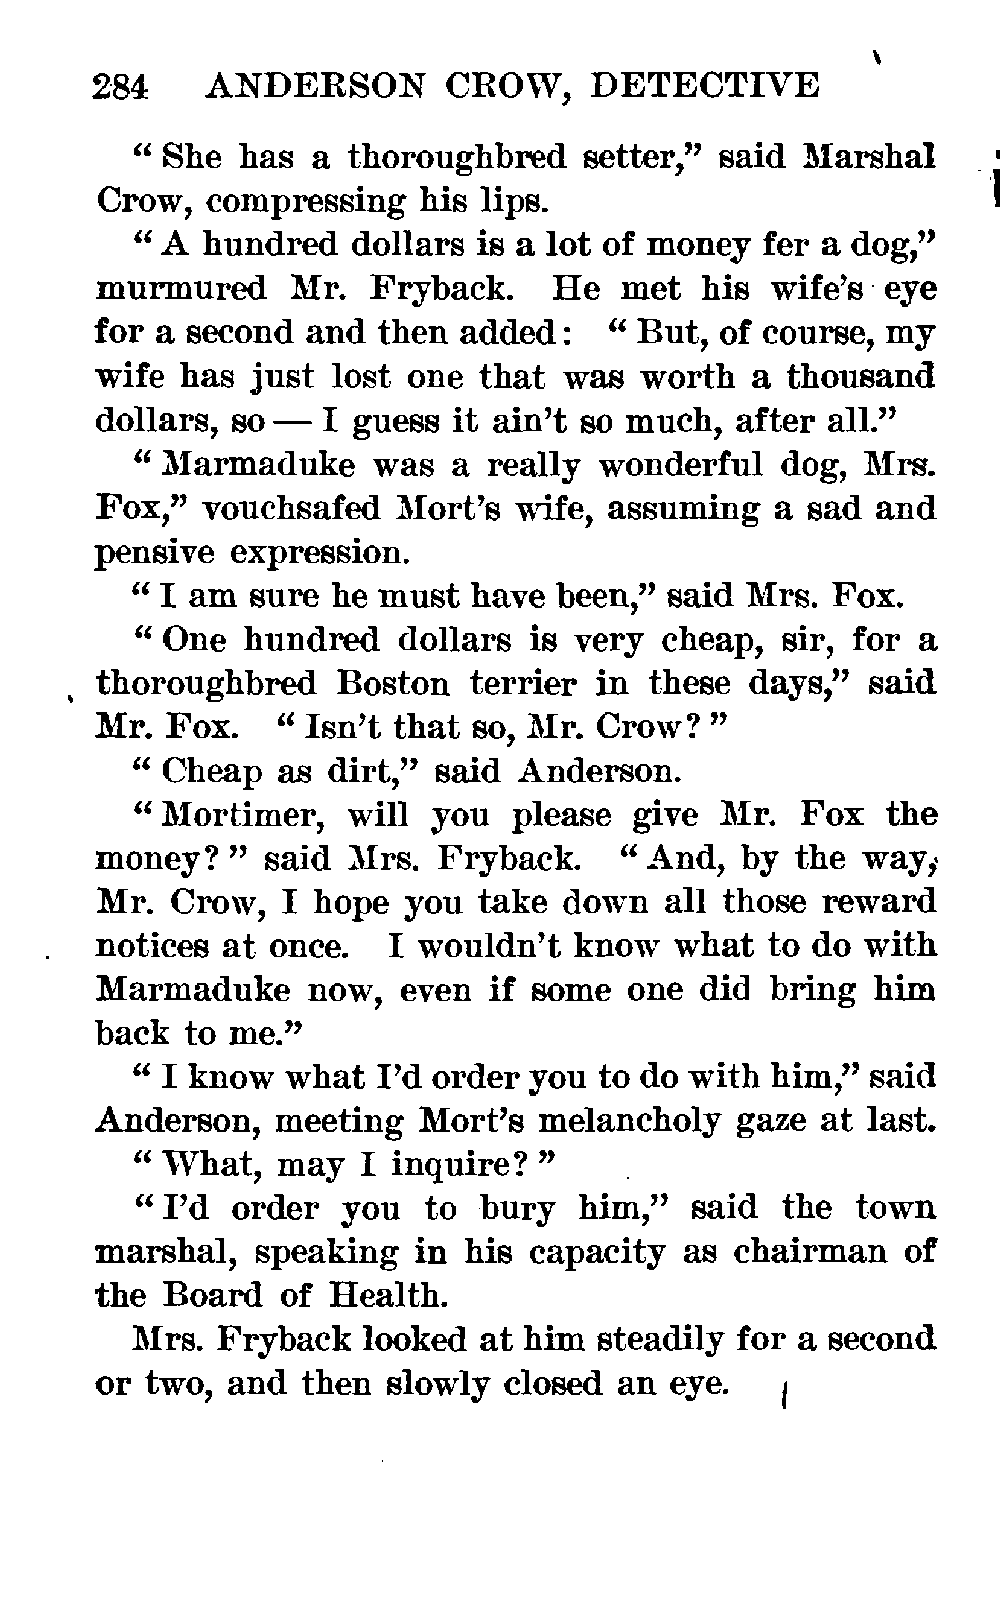 284 ANDERSON CROW, DETECTIVE
“ She has a thoroughbred setter,” said Marshal
Crow, compressing his lips.
“ A hundred dollars is a lot of money fer a dog,”
murmured Mr. Fryback. He met his wife’s eye
for a second and then added: “ But, of course, my
wife has just lost one that was worth a thousand
dollars, so — I guess it ain’t so much, after all.”
“ Marmaduke was a really wonderful dog, Mrs.
Fox,” vouchsafed Mort’s wife, assuming a sad and
pensive expression.
“ I am sure he must have been,” said Mrs. Fox.
“ One hundred dollars is very cheap, sir, for a
thoroughbred Boston terrier in these days,” said
Mr. Fox. “ Isn’t that so, Mr. Crow? ”
“ Cheap as dirt,” said Anderson.
“ Mortimer, will you please give Mr. Fox the
money? ” said Mrs. Fryback. “ And, by the way,
Mr. Crow, I hope you take down all those reward
notices at once. I wouldn’t know what to do with
Marmaduke now, even if some one did bring him
back to me.”
“ I know what I’d order you to do with him,” said
Anderson, meeting Mort’s melancholy gaze at last.
“ What, may I inquire? ”
“ I’d order you to bury him,” said the town
marshal, speaking in his capacity as chairman of
the Board of Health.
Mrs. Fryback looked at him steadily for a second
or two, and then slowly closed an eye.